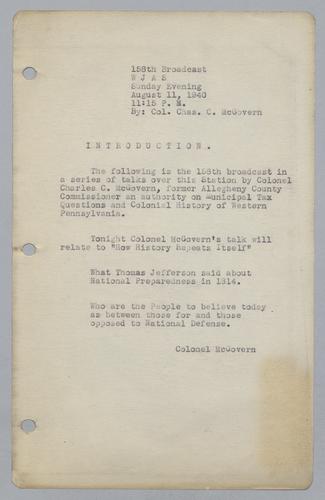 158th Broadcast
W J A S
Sunday Evening
August 11, 1940
11:15 P. M.
By: Col. Chas. C. McGovern
I N T R O D U C T I O N .
The following is the 158th broadcast in
a series of talks over this Station by Colonel
Charles C. McGovern, former Allegheny County
Commissioner an authority on Municipal Tax
Questions and Colonial History of Western
Pennsylvania.
Tonight Colonel McGovern's talk will
relate to "How History Repeats Itself"
What Thomas Jefferson said about
National Preparedness in 1814.
Who are the People to believe today
as between those for and those
opposed to National Defense.
Colonel McGovern